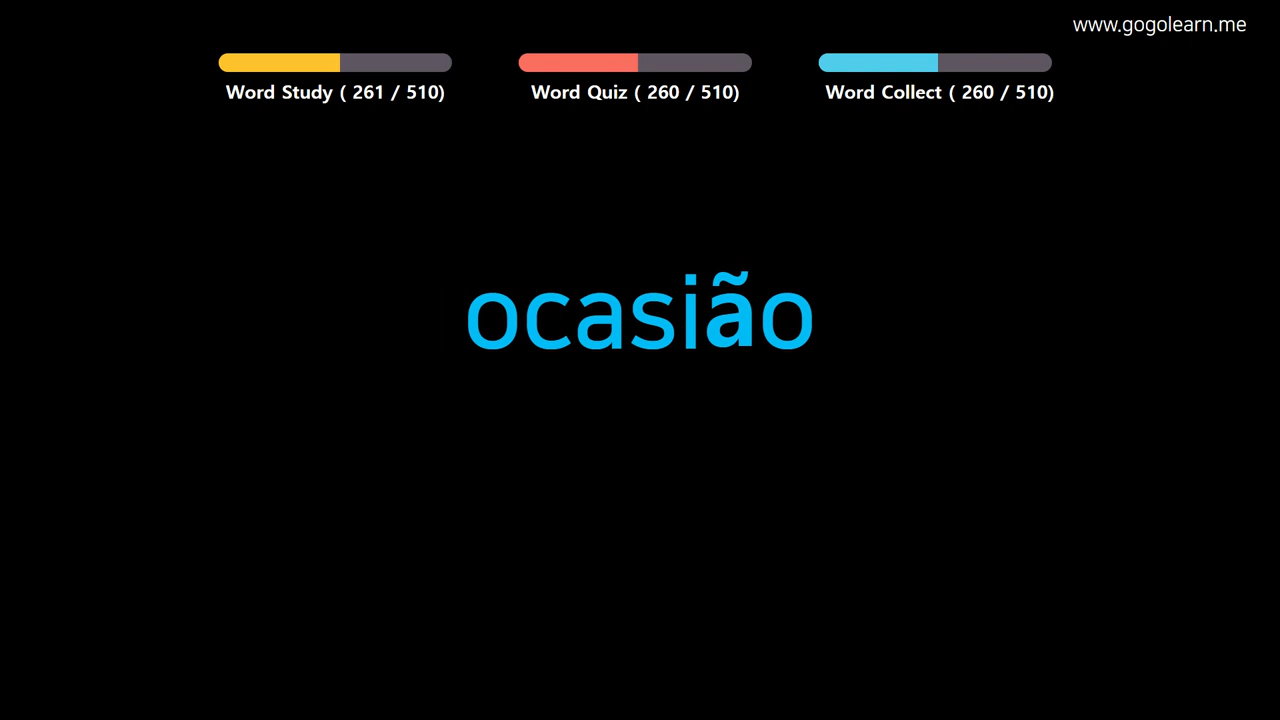 www.gogolearn.me
Word Study ( 261 / 510)
Word Quiz ( 260 / 510)
Word Collect ( 260 / 510)
ocasião